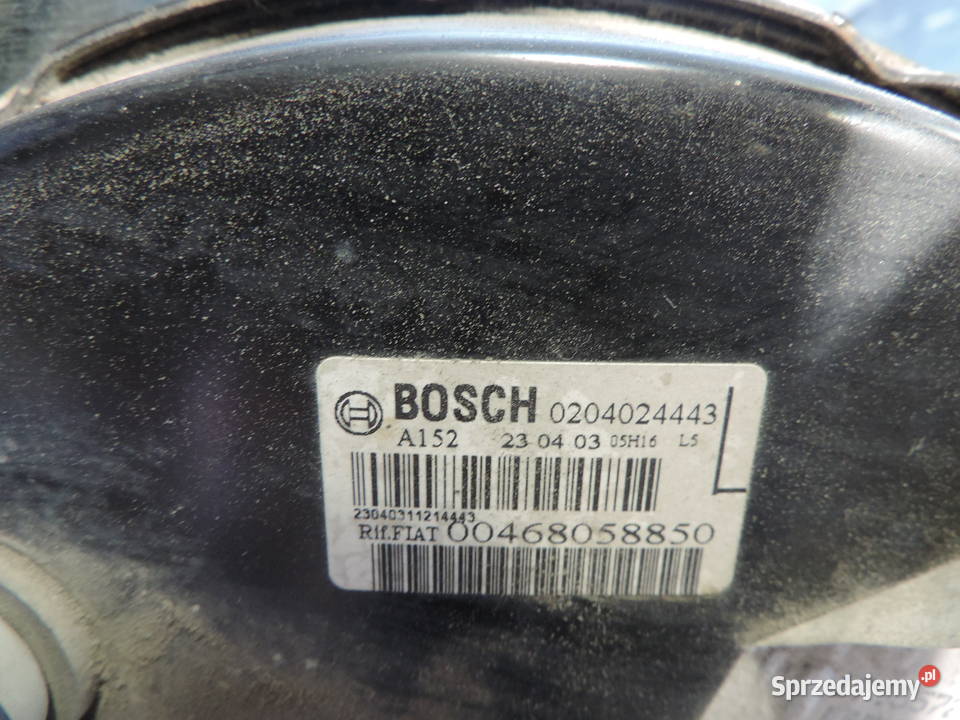 BOSCH 0204024443
A152 23 04 03 05H16 L5
23040311214443
Rif.FIAT 00468058850
Sprzedajemy.pl